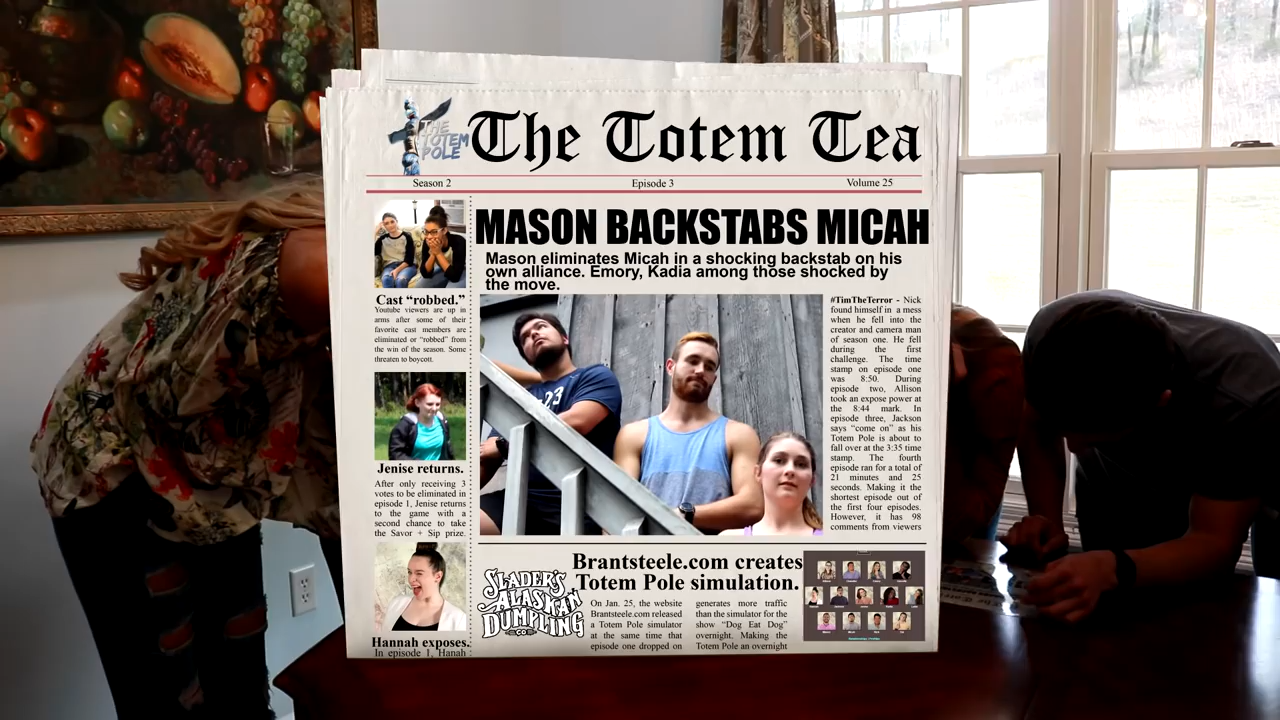 THE
TOTEM
POLE
The Totem Tea
Season 2
Episode 3
Volume 25
MASON BACKSTABS MICAH
Mason eliminates Micah in a shocking backstab on his
own alliance. Emory, Kadia among those shocked by
the move.
Cast “robbed.”
Youtube viewers are up in
arms after some of their
favorite cast members are
eliminated or “robbed” from
the win of the season. Some
threaten to boycott.
Jenise returns.
After only receiving 3
votes to be eliminated in
episode 1, Jenise returns
to the game with a
second chance to take
the Savor + Sip prize.
Hannah exposes.
In episode 1, Hanah
23
#TimTheTerror - Nick
found himself in a mess
when he fell into the
creator and camera man
of season one. He fell
during the first
challenge. The time
stamp on episode one
was 8:50. During
episode two, Allison
took an expose power at
the 8:44 mark. In
episode three, Jackson
says “come on” as his
Totem Pole is about to
fall over at the 3:35 time
stamp. The fourth
episode ran for a total of
21 minutes and 25
seconds. Making it the
shortest episode out of
the first four episodes.
However, it has 98
comments from viewers
SLADER'S
ALASKAN
DUMPLING
CO
Brantsteele.com creates
Totem Pole simulation.
On Jan. 25, the website
Brantsteele.com released
a Totem Pole simulator
at the same time that
episode one dropped on
generates more traffic
than the simulator for the
show “Dog Eat Dog”
overnight. Making the
Totem Pole an overnight